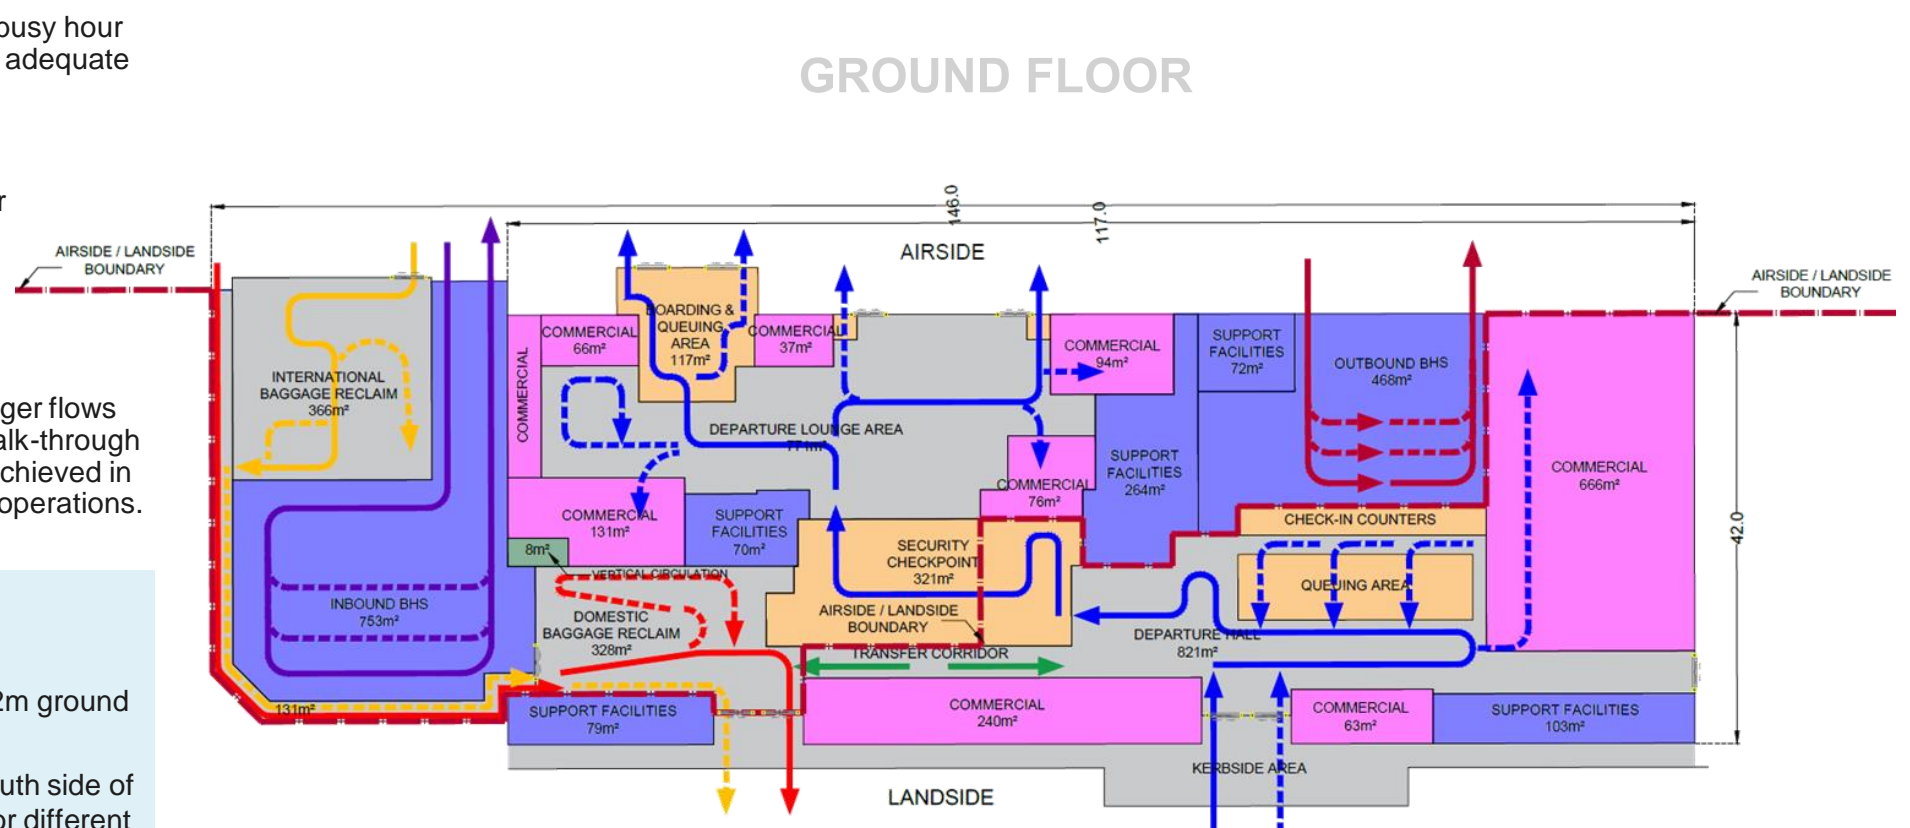 busy hour
adequate
GROUND FLOOR
r
146.0
117.0
AIRSIDE
AIRSIDE / LANDSIDE
BOUNDARY
AIRSIDE / LANDSIDE
BOUNDARY
COMMERCIAL
66m²
BOARDING &
QUEUING
AREA
117m²
COMMERCIAL
37m²
COMMERCIAL
94m²
SUPPORT
FACILITIES
72m²
OUTBOUND BHS
468m²
INTERNATIONAL
BAGGAGE RECLAIM
366m²
COMMERCIAL
DEPARTURE LOUNGE AREA
771m²
ger flows
alk-through
achieved in
operations.
COMMERCIAL
76m²
SUPPORT
FACILITIES
264m²
COMMERCIAL
666m²
COMMERCIAL
131m²
SUPPORT
FACILITIES
70m²
CHECK-IN COUNTERS
42.0
8m²
VERTICAL CIRCULATION
SECURITY
CHECKPOINT
321m²
QUEUING AREA
INBOUND BHS
753m²
DOMESTIC
BAGGAGE RECLAIM
328m²
AIRSIDE / LANDSIDE
BOUNDARY
DEPARTURE HALL
821m²
TRANSFER CORRIDOR
2m ground
131m²
SUPPORT FACILITIES
79m²
COMMERCIAL
240m²
COMMERCIAL
63m²
SUPPORT FACILITIES
103m²
KERBSIDE AREA
LANDSIDE
uth side of
or different